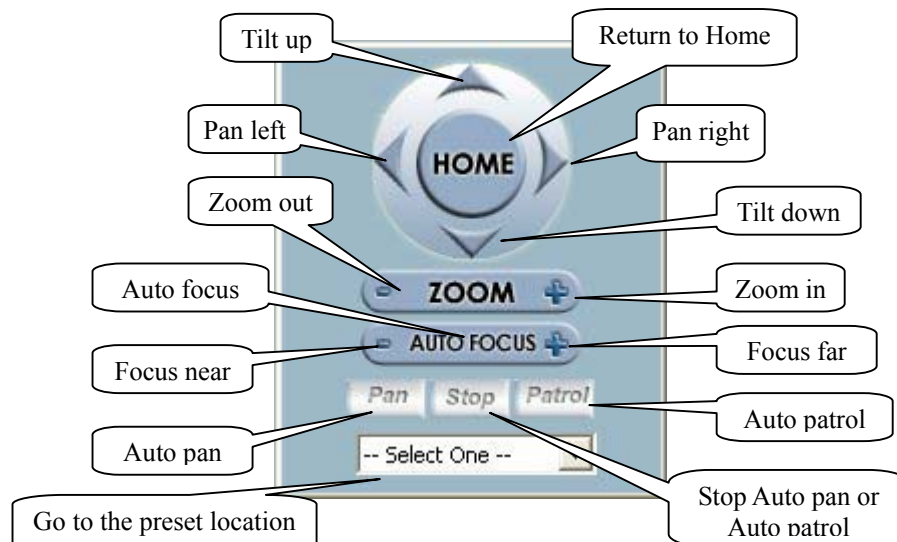 Tilt up
Return to Home
Pan left
HOME
Pan right
Zoom out
Tilt down
Auto focus
ZOOM
Zoom in
AUTO FOCUS
Focus near
Focus far
Pan Stop Patrol
Auto pan
Auto patrol
-- Select One --
Go to the preset location
Stop Auto pan or
Auto patrol